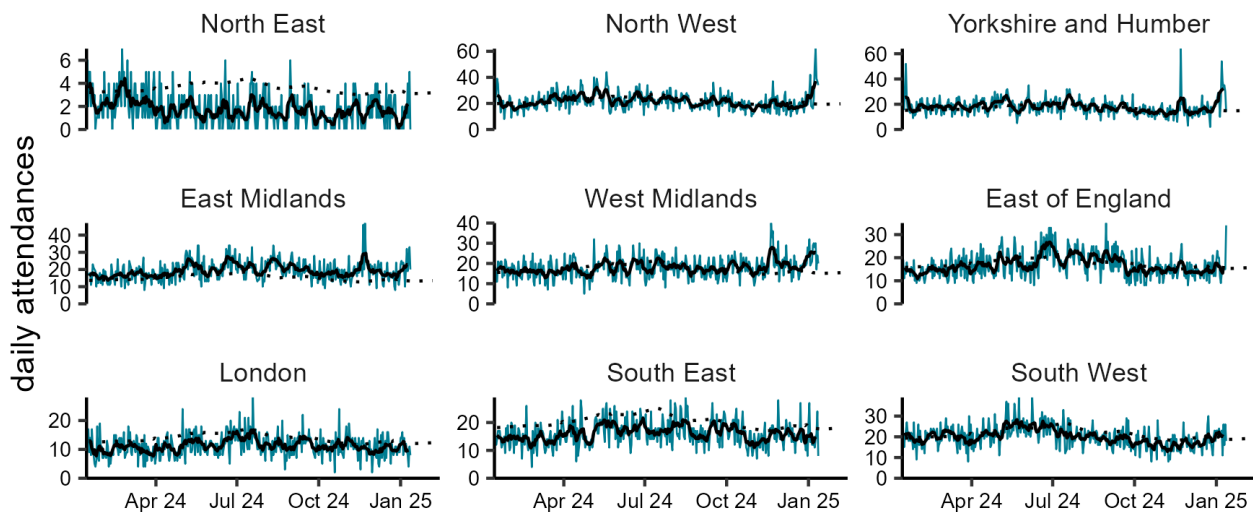 North East
North West
Yorkshire and Humber
6
4
2
0
60
40
20
0
60
40
20
0
East Midlands
West Midlands
East of England
40
30
20
10
0
40
30
20
10
0
30
20
10
0
London
South East
South West
20
10
0
20
10
0
30
20
10
0
Apr 24 Jul 24 Oct 24 Jan 25
Apr 24 Jul 24 Oct 24 Jan 25
Apr 24 Jul 24 Oct 24 Jan 25
daily attendances